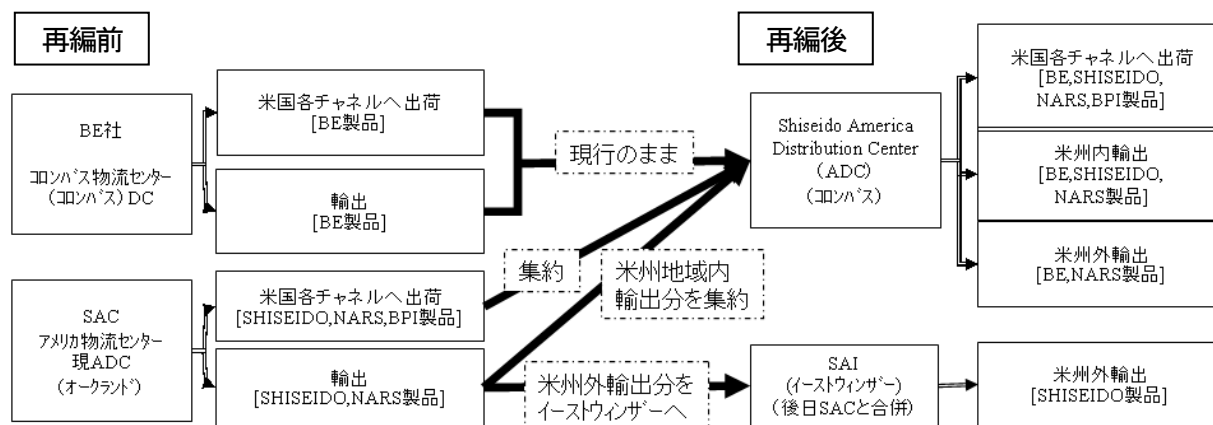 再編前
BE社
コロンバス物流センター
(コロンバス)DC
米国各チャネルへ出荷
[BE製品]
輸出
[BE製品]
SAC
アメリカ物流センター
現ADC
(オークランド)
米国各チャネルへ出荷
[SHISEIDO,NARS,BPI製品]
輸出
[SHISEIDO,NARS製品]
現行のまま
集約
米州地域内
輸出分を集約
米州外輸出分を
イーストウィンザーへ
再編後
Shiseido America
Distribution Center
(ADC)
(コロンバス)
米国各チャネルへ出荷
[BE,SHISEIDO,
NARS,BPI製品]
米州内輸出
[BE,SHISEIDO,
NARS製品]
米州外輸出
[BE,NARS製品]
SAI
(イーストウィンザー)
(後日SACと合併)
米州外輸出
[SHISEIDO製品]